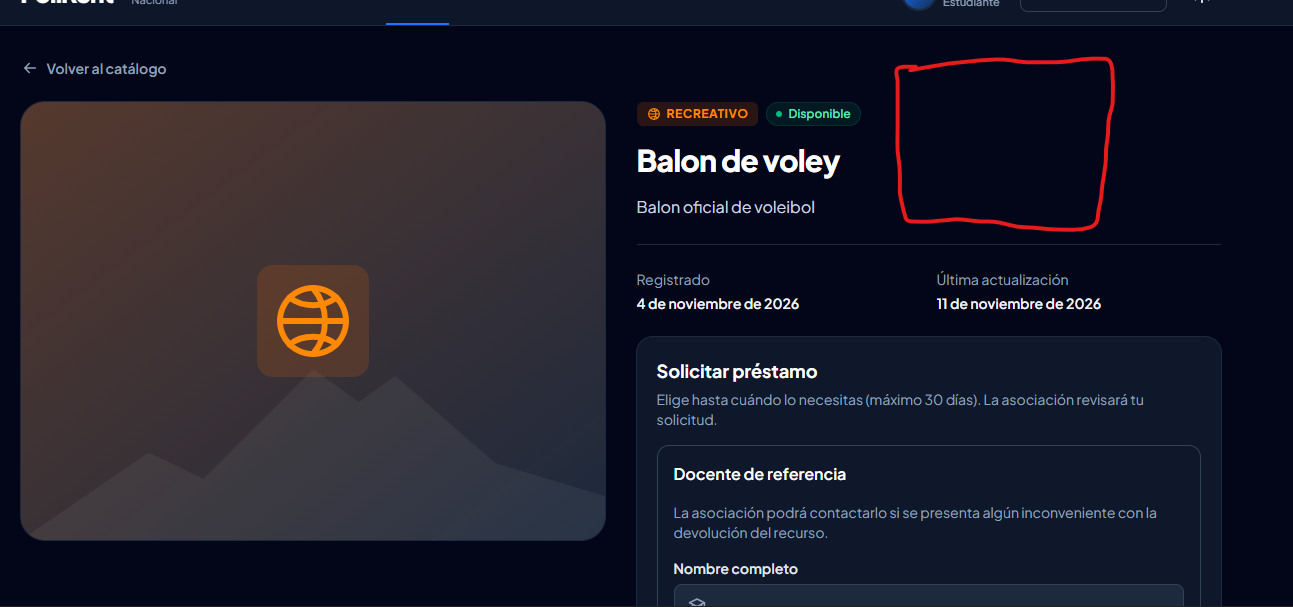 PoliRent
Nacional
Estudiante
Volver al catálogo
RECREATIVO
Disponible
Balon de voley
Balon oficial de voleibol
Registrado
4 de noviembre de 2026
Última actualización
11 de noviembre de 2026
Solicitar préstamo
Elige hasta cuándo lo necesitas (máximo 30 días). La asociación revisará tu
solicitud.
Docente de referencia
La asociación podrá contactarlo si se presenta algún inconveniente con la
devolución del recurso.
Nombre completo